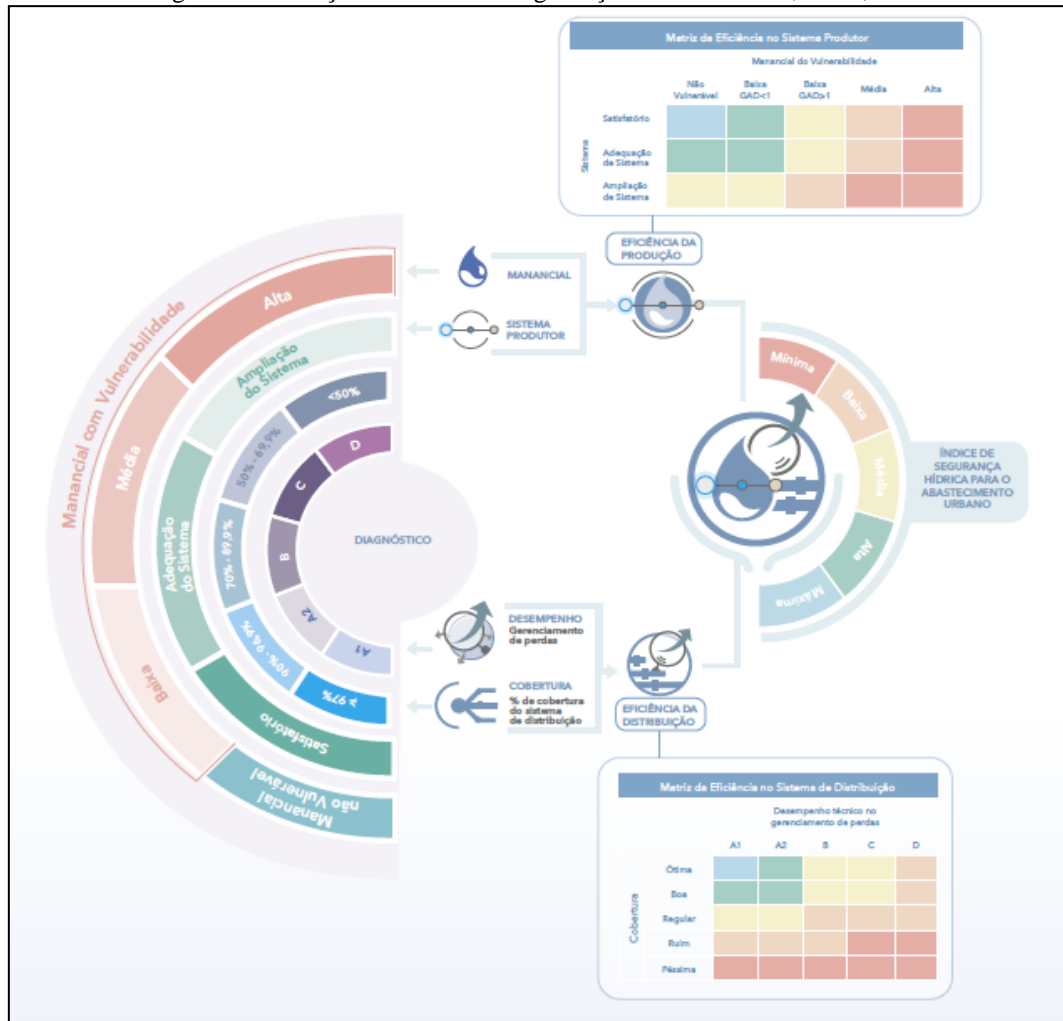 Matriz da Eficiência no Sistema Produtor
Manancial do Vulnerabilidade
Não
Vulnerável
Baixa
GAD<1
Baixa
GAD>1
Média
Alta
Sistema
Satisfatório
Adequação
de Sistema
Ampliação
de Sistema
EFICIÊNCIA DA
PRODUÇÃO
MANANCIAL
SISTEMA
PRODUTOR
Manancial com Vulnerabilidade
Alta
Média
Baixa
Manancial
não Vulnerável
Ampliação
do Sistema
Adequação
do Sistema
Satisfatório
<50%
50% - 69,9%
70% - 89,9%
90% - 96,9%
≥ 97%
D
C
B
A2
A1
DIAGNÓSTICO
Mínima
Baixa
Média
Alta
Máxima
ÍNDICE DE
SEGURANÇA
HÍDRICA PARA O
ABASTECIMENTO
URBANO
DESEMPENHO
Gerenciamento
de perdas
COBERTURA
% de cobertura
do sistema
de distribuição
EFICIÊNCIA DA
DISTRIBUIÇÃO
Matriz da Eficiência no Sistema de Distribuição
Desempenho técnico no
gerenciamento de perdas
A1 A2 B C D
Cobertura
Ótima
Boa
Regular
Ruim
Péssima